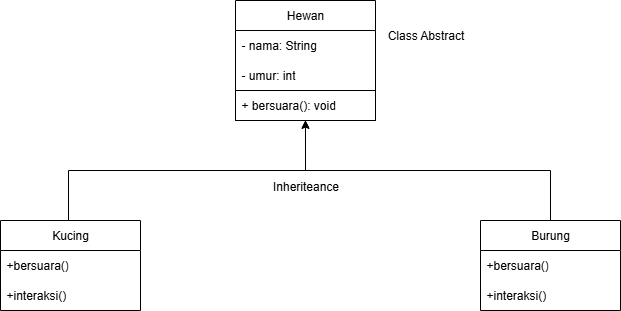 Hewan
- nama: String
Class Abstract
- umur: int
+ bersuara(): void
Inheriteance
Kucing
+bersuara()
+interaksi()
Burung
+bersuara()
+interaksi()